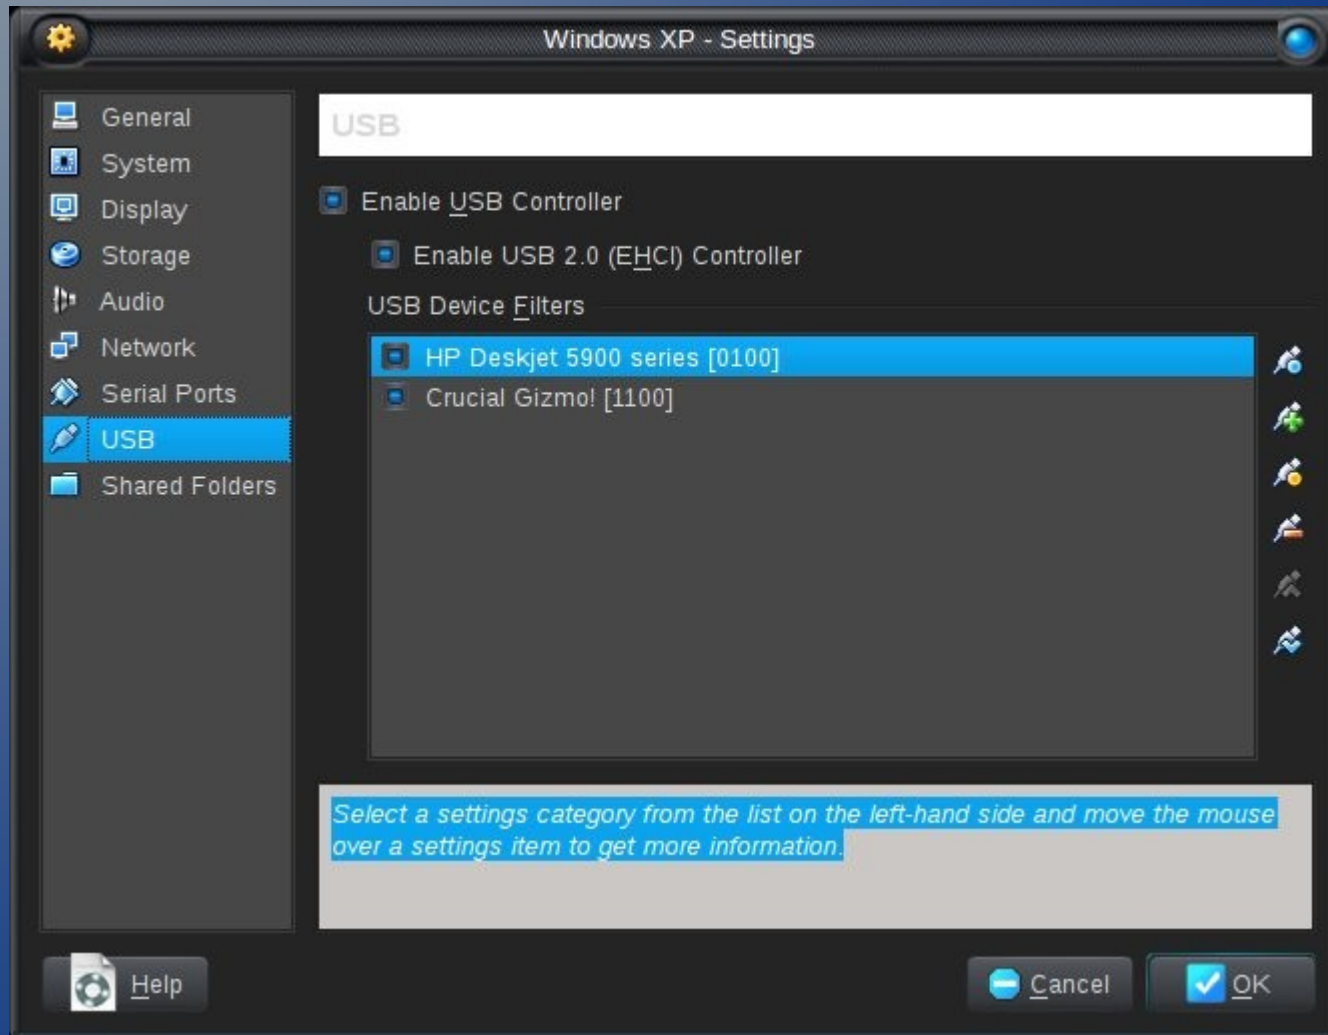 Windows XP - Settings
General
System
Display
Storage
Audio
Network
Serial Ports
USB
Shared Folders
USB
Enable USB Controller
Enable USB 2.0 (EHCI) Controller
USB Device Filters
HP Deskjet 5900 series [0100]
Crucial Gizmo! [1100]
Select a settings category from the list on the left-hand side and move the mouse
over a settings item to get more information.
Help
Cancel
OK